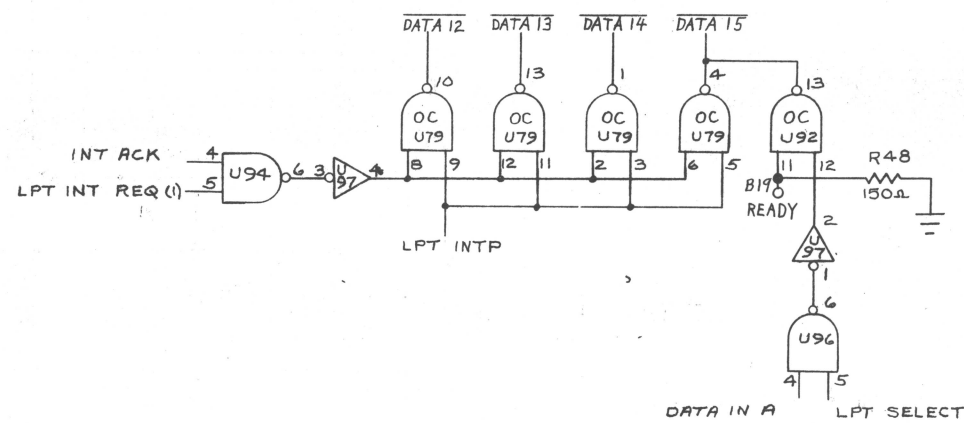 DATA 12 DATA 13 DATA 14 DATA 15
10 13 1 4 13
OC U79 OC U79 OC U79 OC U79 OC U92
INT ACK 4
LPT INT REQ (1) 5
U94 6 3 U 97 4
8 9 12 11 2 3 6 5 11 12
R48
150Ω
B19
READY
LPT INTP
2
U 97
1
6
U96
4 5
DATA IN A LPT SELECT